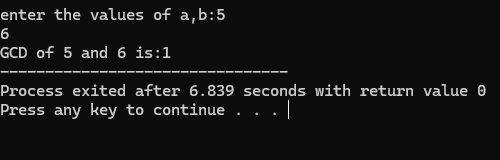 enter the values of a,b:5
6
GCD of 5 and 6 is:1
--------------------------------
Process exited after 6.839 seconds with return value 0
Press any key to continue . . .